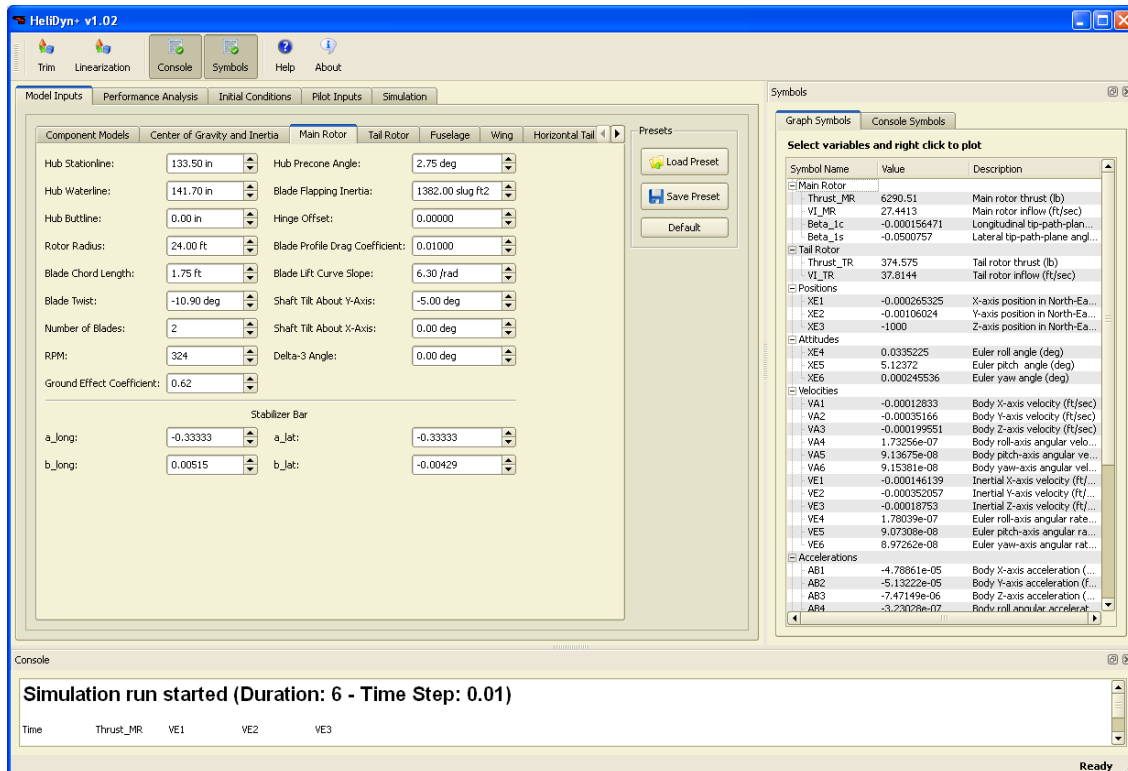 HeliDyn+ v1.02
Trim Linearization Console Symbols Help About
Model Inputs Performance Analysis Initial Conditions Pilot Inputs Simulation
Component Models Center of Gravity and Inertia Main Rotor Tail Rotor Fuselage Wing Horizontal Tail
Hub Stationline: 133.50 in Hub Precone Angle: 2.75 deg
Hub Waterline: 141.70 in Blade Flapping Inertia: 1382.00 slug ft2
Hub Buttline: 0.00 in Hinge Offset: 0.00000
Rotor Radius: 24.00 ft Blade Profile Drag Coefficient: 0.01000
Blade Chord Length: 1.75 ft Blade Lift Curve Slope: 6.30 /rad
Blade Twist: -10.90 deg Shaft Tilt About Y-Axis: -5.00 deg
Number of Blades: 2 Shaft Tilt About X-Axis: 0.00 deg
RPM: 324 Delta-3 Angle: 0.00 deg
Ground Effect Coefficient: 0.62
Stabilizer Bar
a_long: -0.33333 a_lat: -0.33333
b_long: 0.00515 b_lat: -0.00429
Presets
Load Preset
Save Preset
Default
Symbols
Graph Symbols Console Symbols
Select variables and right click to plot
Symbol Name Value Description
Main Rotor
Thrust_MR 6290.51 Main rotor thrust (lb)
VI_MR 27.4413 Main rotor inflow (ft/sec)
Beta_1c -0.000156471 Longitudinal tip-path-plan...
Beta_1s -0.0500757 Lateral tip-path-plane angl...
Tail Rotor
Thrust_TR 374.575 Tail rotor thrust (lb)
VI_TR 37.8144 Tail rotor inflow (ft/sec)
Positions
XE1 -0.000265325 X-axis position in North-Ea...
XE2 -0.00106024 Y-axis position in North-Ea...
XE3 -1000 Z-axis position in North-Ea...
Attitudes
XE4 0.0335225 Euler roll angle (deg)
XE5 5.12372 Euler pitch angle (deg)
XE6 0.000245536 Euler yaw angle (deg)
Velocities
VA1 -0.00012833 Body X-axis velocity (ft/sec)
VA2 -0.00035166 Body Y-axis velocity (ft/sec)
VA3 -0.000199551 Body Z-axis velocity (ft/sec)
VA4 1.73256e-07 Body roll-axis angular velo...
VA5 9.13675e-08 Body pitch-axis angular ve...
VA6 9.15381e-08 Body yaw-axis angular vel...
VE1 -0.000146139 Inertial X-axis velocity (ft/...
VE2 -0.000352057 Inertial Y-axis velocity (ft/...
VE3 -0.00018753 Inertial Z-axis velocity (ft/...
VE4 1.78039e-07 Euler roll-axis angular rate...
VE5 9.07308e-08 Euler pitch-axis angular ra...
VE6 8.97262e-08 Euler yaw-axis angular rat...
Accelerations
AB1 -4.78861e-05 Body X-axis acceleration (...
AB2 -5.13222e-05 Body Y-axis acceleration (f...
AB3 -7.47149e-06 Body Z-axis acceleration (...
AB4 -3.23028e-07 Body roll angular accelerat...
Console
Simulation run started (Duration: 6 - Time Step: 0.01)
Time Thrust_MR VE1 VE2 VE3
Ready